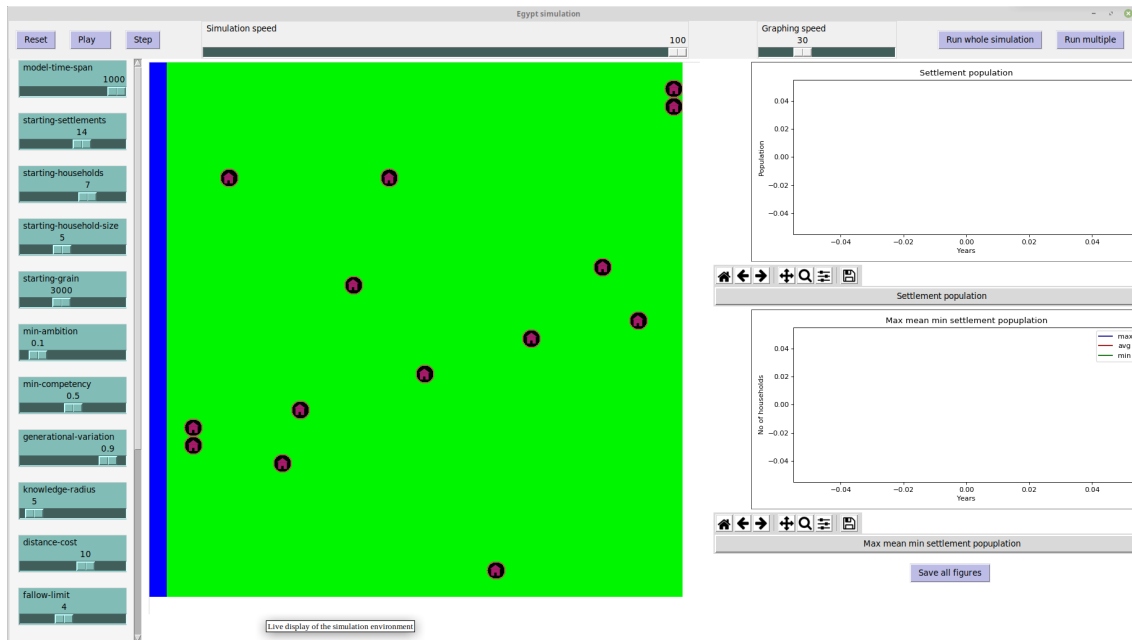 Egypt simulation
Reset
Play
Step
Simulation speed
100
Graphing speed
30
Run whole simulation
Run multiple
model-time-span
1000
starting-settlements
14
starting-households
7
starting-household-size
5
starting-grain
3000
min-ambition
0.1
min-competency
0.5
generational-variation
0.9
knowledge-radius
5
distance-cost
10
fallow-limit
4
Live display of the simulation environment
Settlement population
0.04
0.02
0.00
−0.02
−0.04
Population
−0.04 −0.02 0.00 0.02 0.04
Years
Settlement population
Max mean min settlement popuplation
max
avg
min
0.04
0.02
0.00
−0.02
−0.04
No of households
−0.04 −0.02 0.00 0.02 0.04
Years
Max mean min settlement popuplation
Save all figures